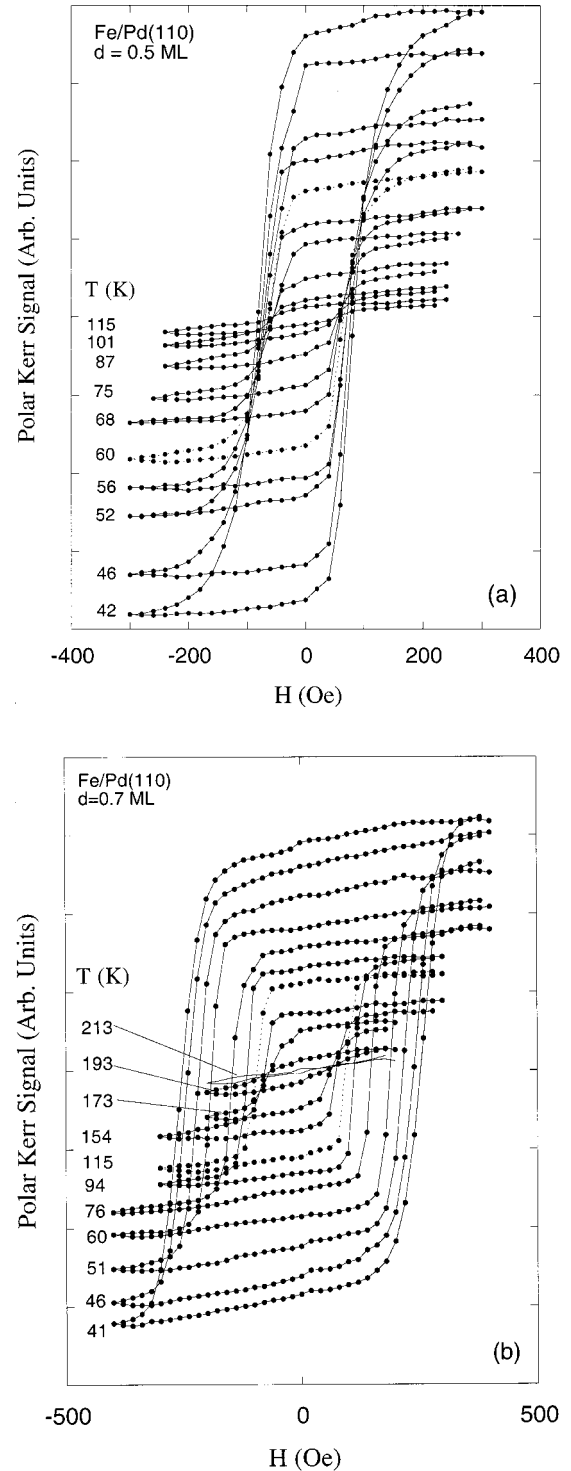 Fe/Pd(110)
d = 0.5 ML
Polar Kerr Signal (Arb. Units)
T (K)
115
101
87
75
68
60
56
52
46
42
(a)
-400
-200
0
200
400
H (Oe)
Fe/Pd(110)
d=0.7 ML
Polar Kerr Signal (Arb. Units)
T (K)
213
193
173
154
115
94
76
60
51
46
41
(b)
-500
0
500
H (Oe)